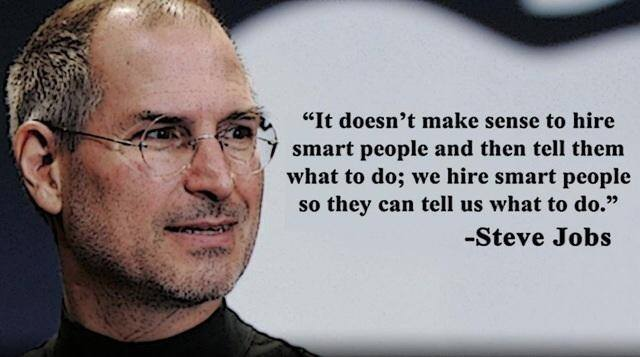 “It doesn’t make sense to hire
smart people and then tell them
what to do; we hire smart people
so they can tell us what to do.”
-Steve Jobs